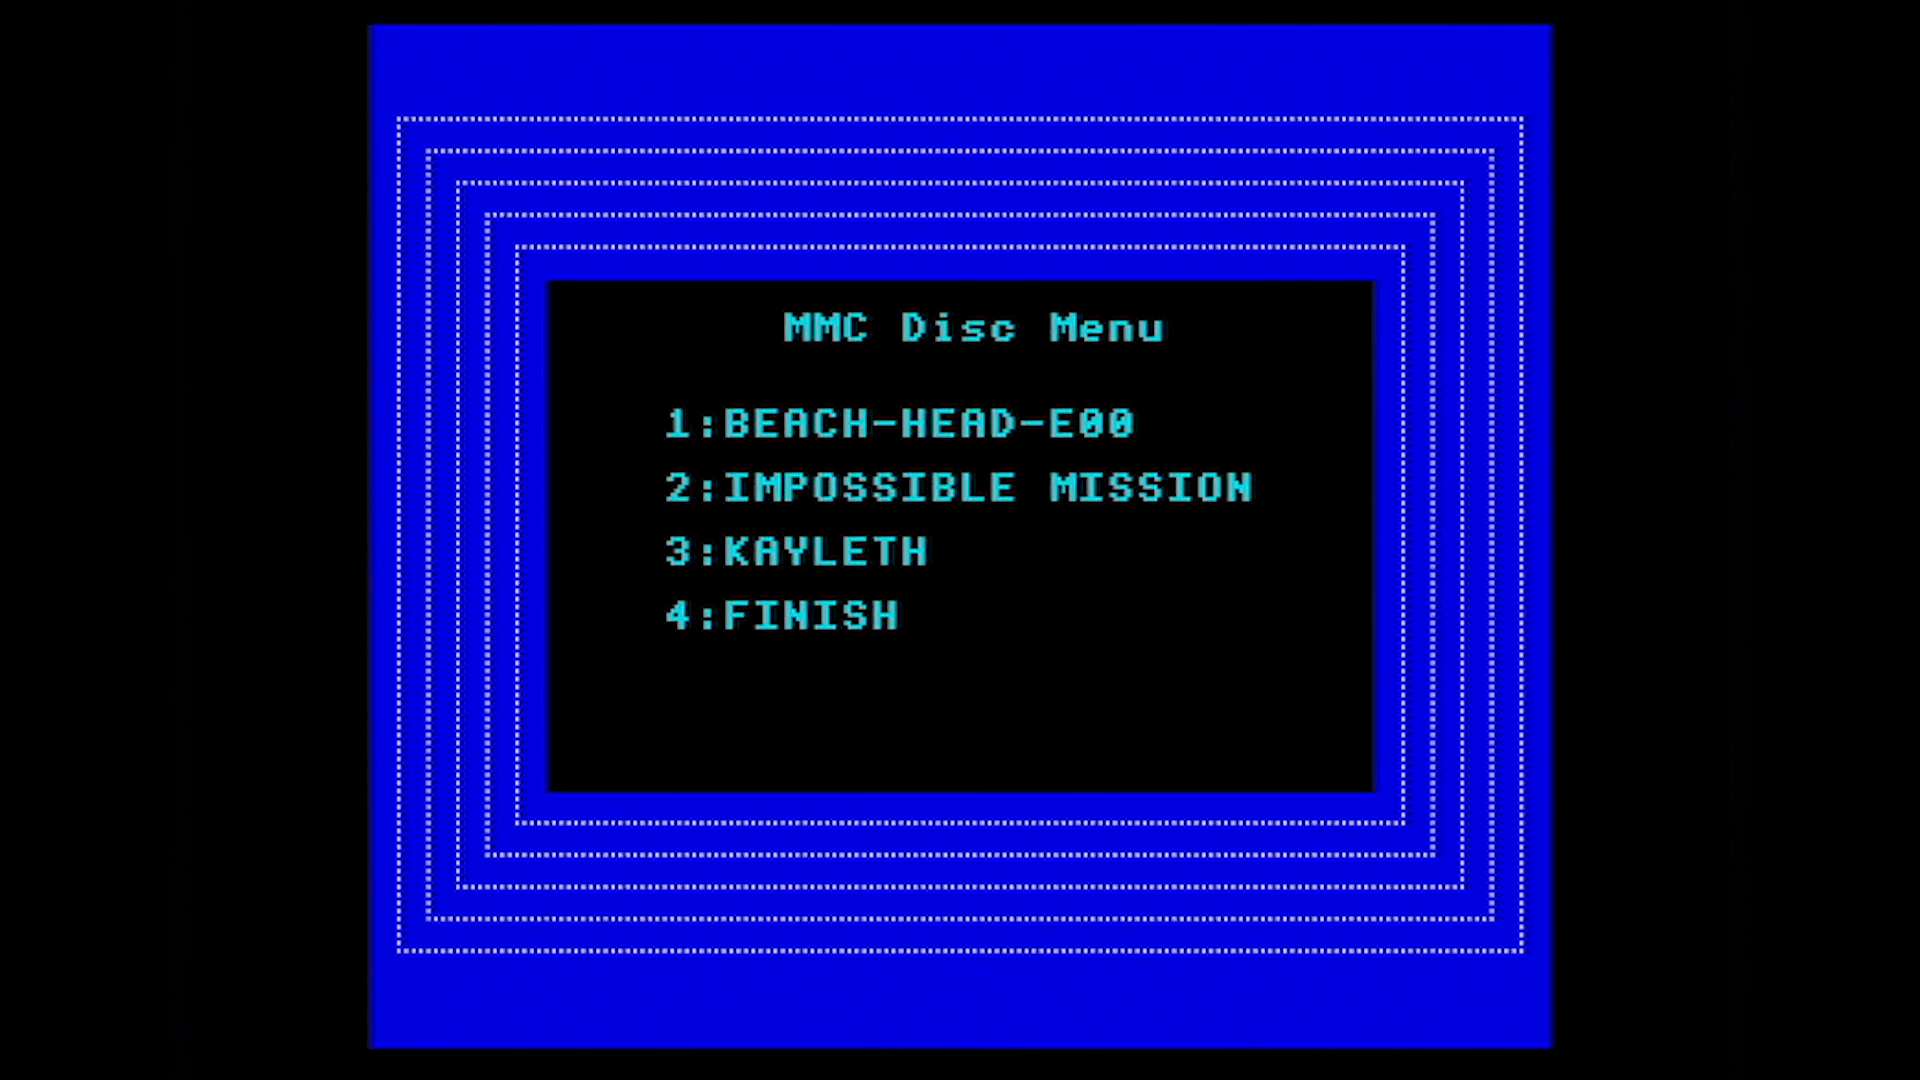 MMC Disc Menu
1:BEACH-HEAD-E00
2:IMPOSSIBLE MISSION
3:KAYLETH
4:FINISH